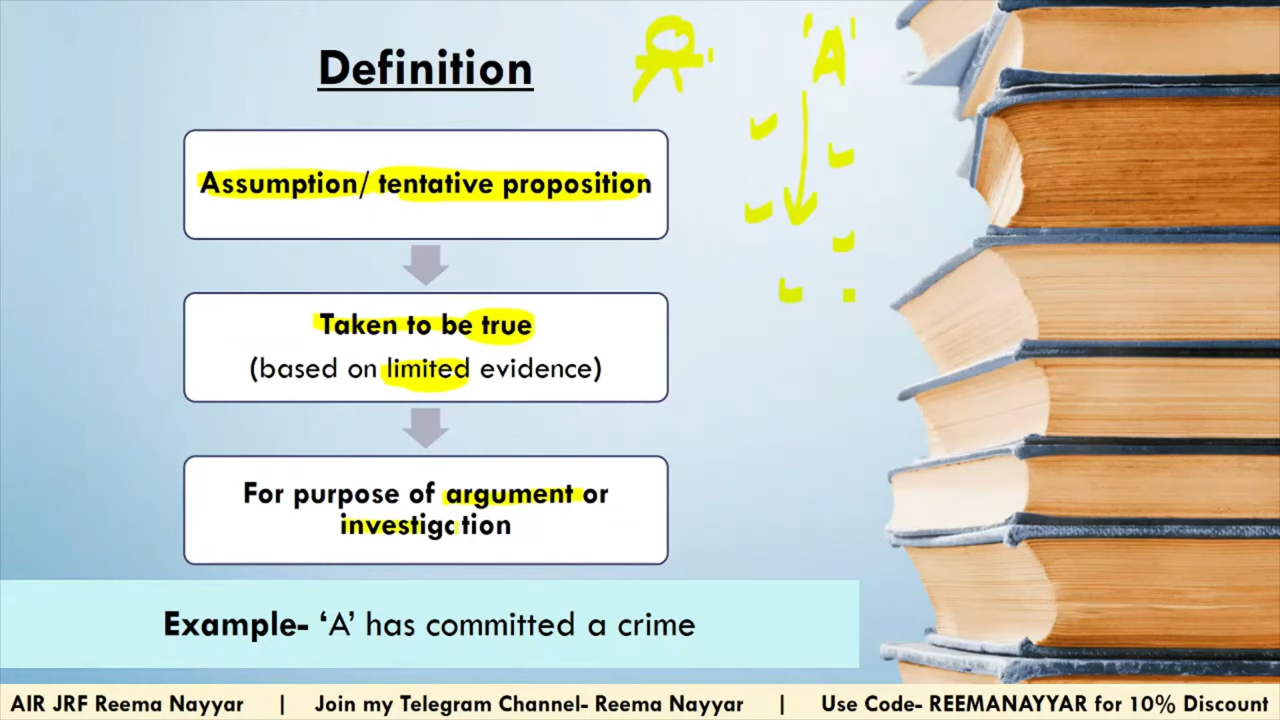 Definition
'A'
Assumption/ tentative proposition
Taken to be true
(based on limited evidence)
For purpose of argument or
investigation
Example- ‘A’ has committed a crime
AIR JRF Reema Nayyar | Join my Telegram Channel- Reema Nayyar | Use Code- REEMANAYYAR for 10% Discount